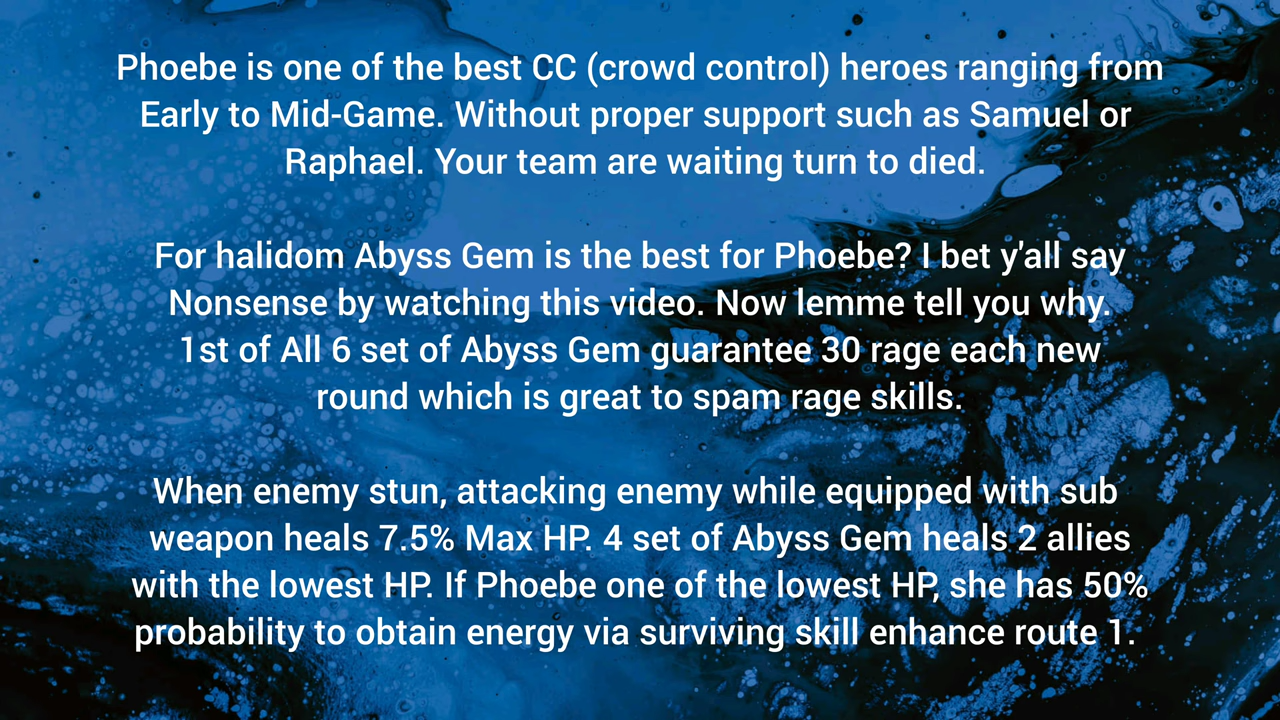 Phoebe is one of the best CC (crowd control) heroes ranging from
Early to Mid-Game. Without proper support such as Samuel or
Raphael. Your team are waiting turn to died.
For halidom Abyss Gem is the best for Phoebe? I bet y'all say
Nonsense by watching this video. Now lemme tell you why.
1st of All 6 set of Abyss Gem guarantee 30 rage each new
round which is great to spam rage skills.
When enemy stun, attacking enemy while equipped with sub
weapon heals 7.5% Max HP. 4 set of Abyss Gem heals 2 allies
with the lowest HP. If Phoebe one of the lowest HP, she has 50%
probability to obtain energy via surviving skill enhance route 1.